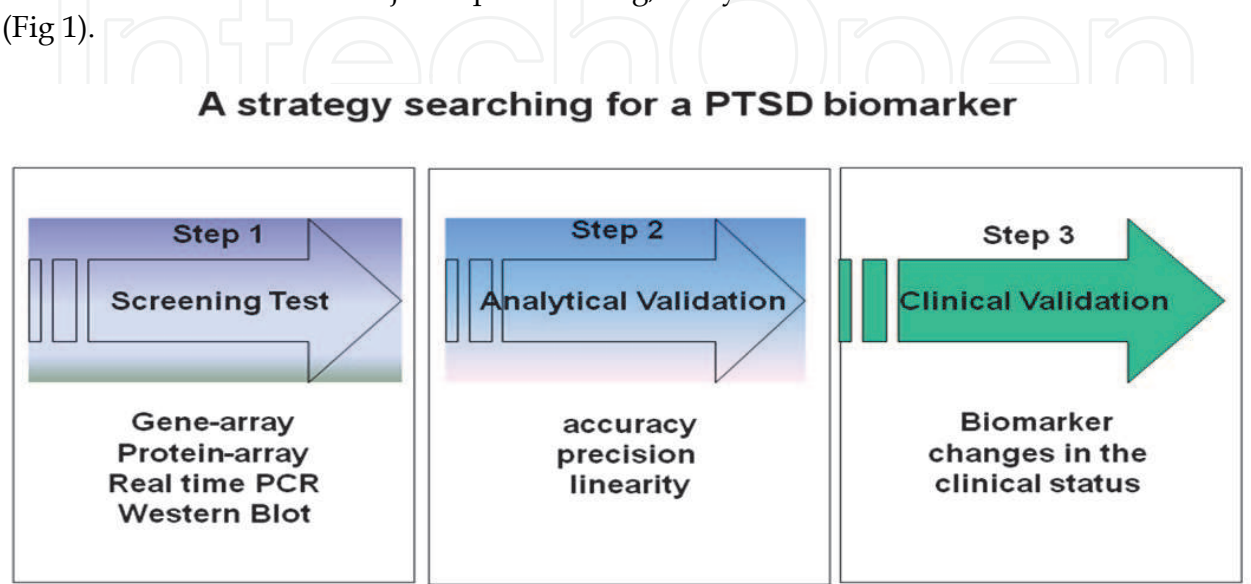 (Fig 1).
IntechOpen
A strategy searching for a PTSD biomarker
Step 1
Screening Test
Gene-array
Protein-array
Real time PCR
Western Blot
Step 2
Analytical Validation
accuracy
precision
linearity
Step 3
Clinical Validation
Biomarker
changes in the
clinical status